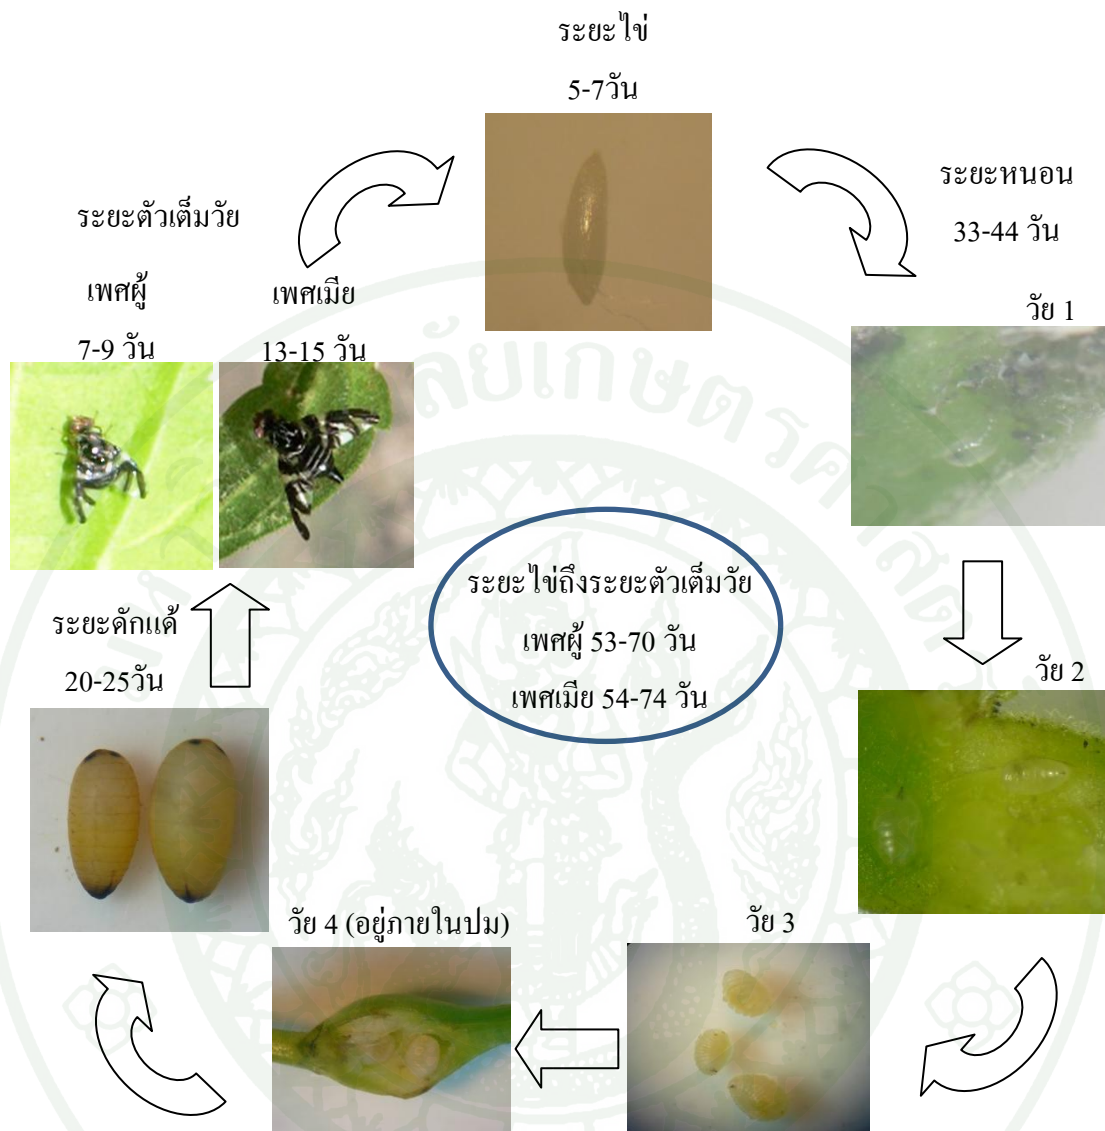 ระยะไข่
5-7วัน
ระยะหนอน
33-44 วัน
วัย 1
วัย 2
วัย 3
วัย 4 (อยู่ภายในปม)
ระยะดักแด้
20-25วัน
ระยะตัวเต็มวัย
เพศผู้
7-9 วัน
เพศเมีย
13-15 วัน
ระยะไข่ถึงระยะตัวเต็มวัย
เพศผู้ 53-70 วัน
เพศเมีย 54-74 วัน